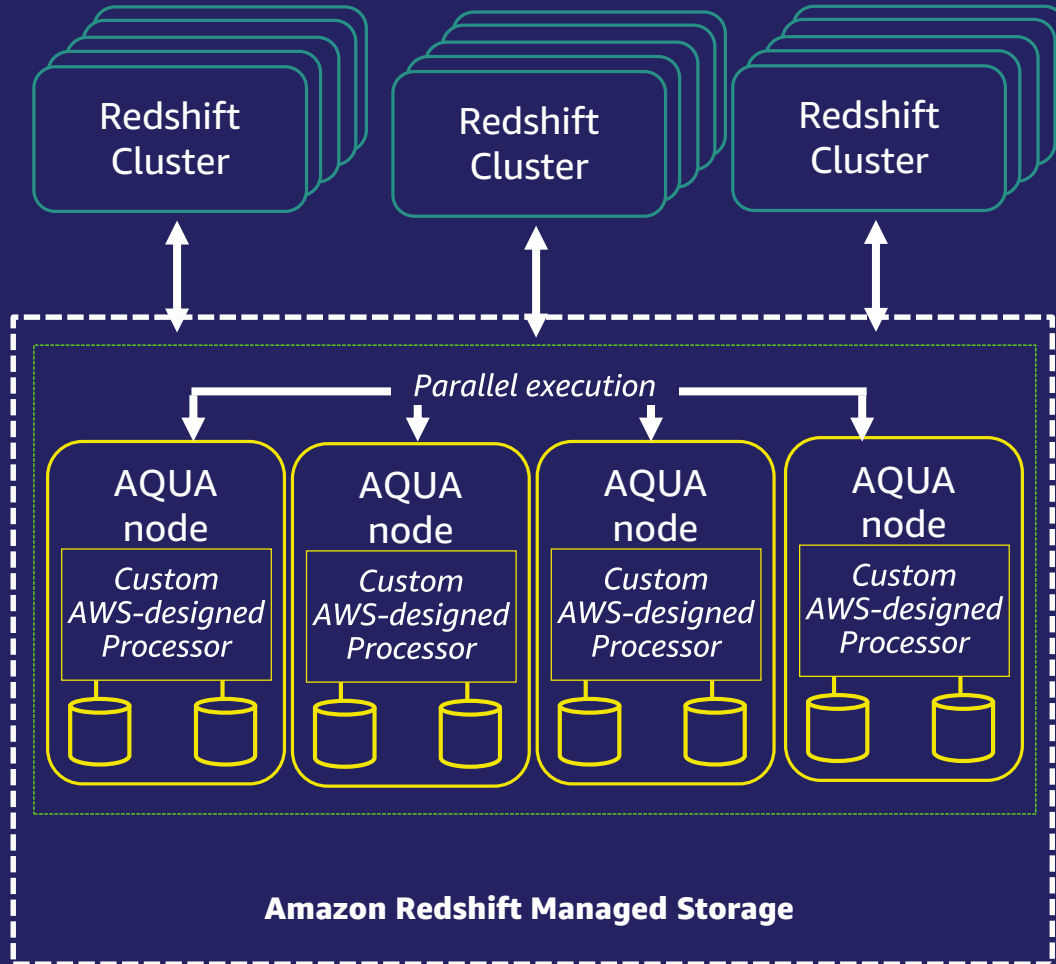 Redshift
Cluster
Redshift
Cluster
Redshift
Cluster
Parallel execution
AQUA
node
Custom
AWS-designed
Processor
AQUA
node
Custom
AWS-designed
Processor
AQUA
node
Custom
AWS-designed
Processor
AQUA
node
Custom
AWS-designed
Processor
Amazon Redshift Managed Storage